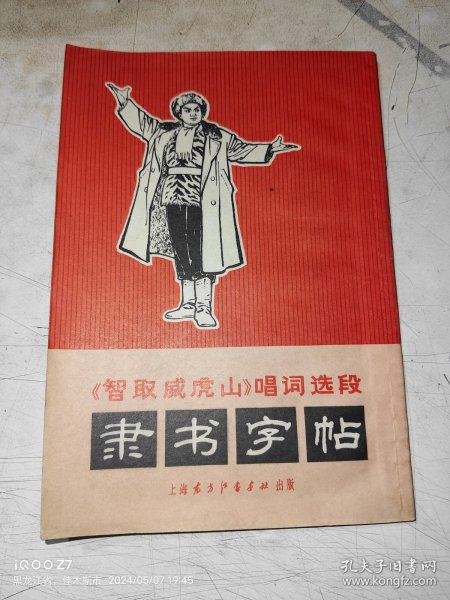 《智取威虎山》唱词选段
隶书字帖
上海东方红书画社出版
iQOO Z7
黑龙江省，佳木斯市 2024/05/07 19:45
孔夫子旧书网
www.kongfz.com